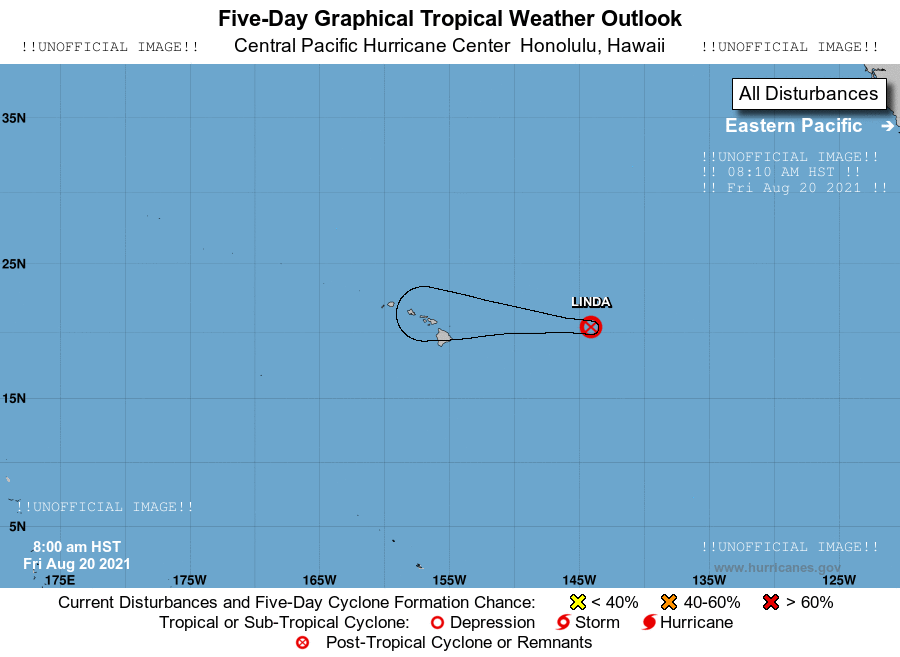 Five-Day Graphical Tropical Weather Outlook
!!UNOFFICIAL IMAGE!! Central Pacific Hurricane Center Honolulu, Hawaii !!UNOFFICIAL IMAGE!!
All Disturbances
35N
Eastern Pacific
!!UNOFFICIAL IMAGE!!
!! 08:10 AM HST !!
!! Fri Aug 20 2021 !!
25N
LINDA
15N
!!UNOFFICIAL IMAGE!!
5N
8:00 am HST
Fri Aug 20 2021
!!UNOFFICIAL IMAGE!!
www.hurricanes.gov
175E 175W 165W 155W 145W 135W 125W
Current Disturbances and Five-Day Cyclone Formation Chance: < 40% 40-60% > 60%
Tropical or Sub-Tropical Cyclone: Depression Storm Hurricane
Post-Tropical Cyclone or Remnants